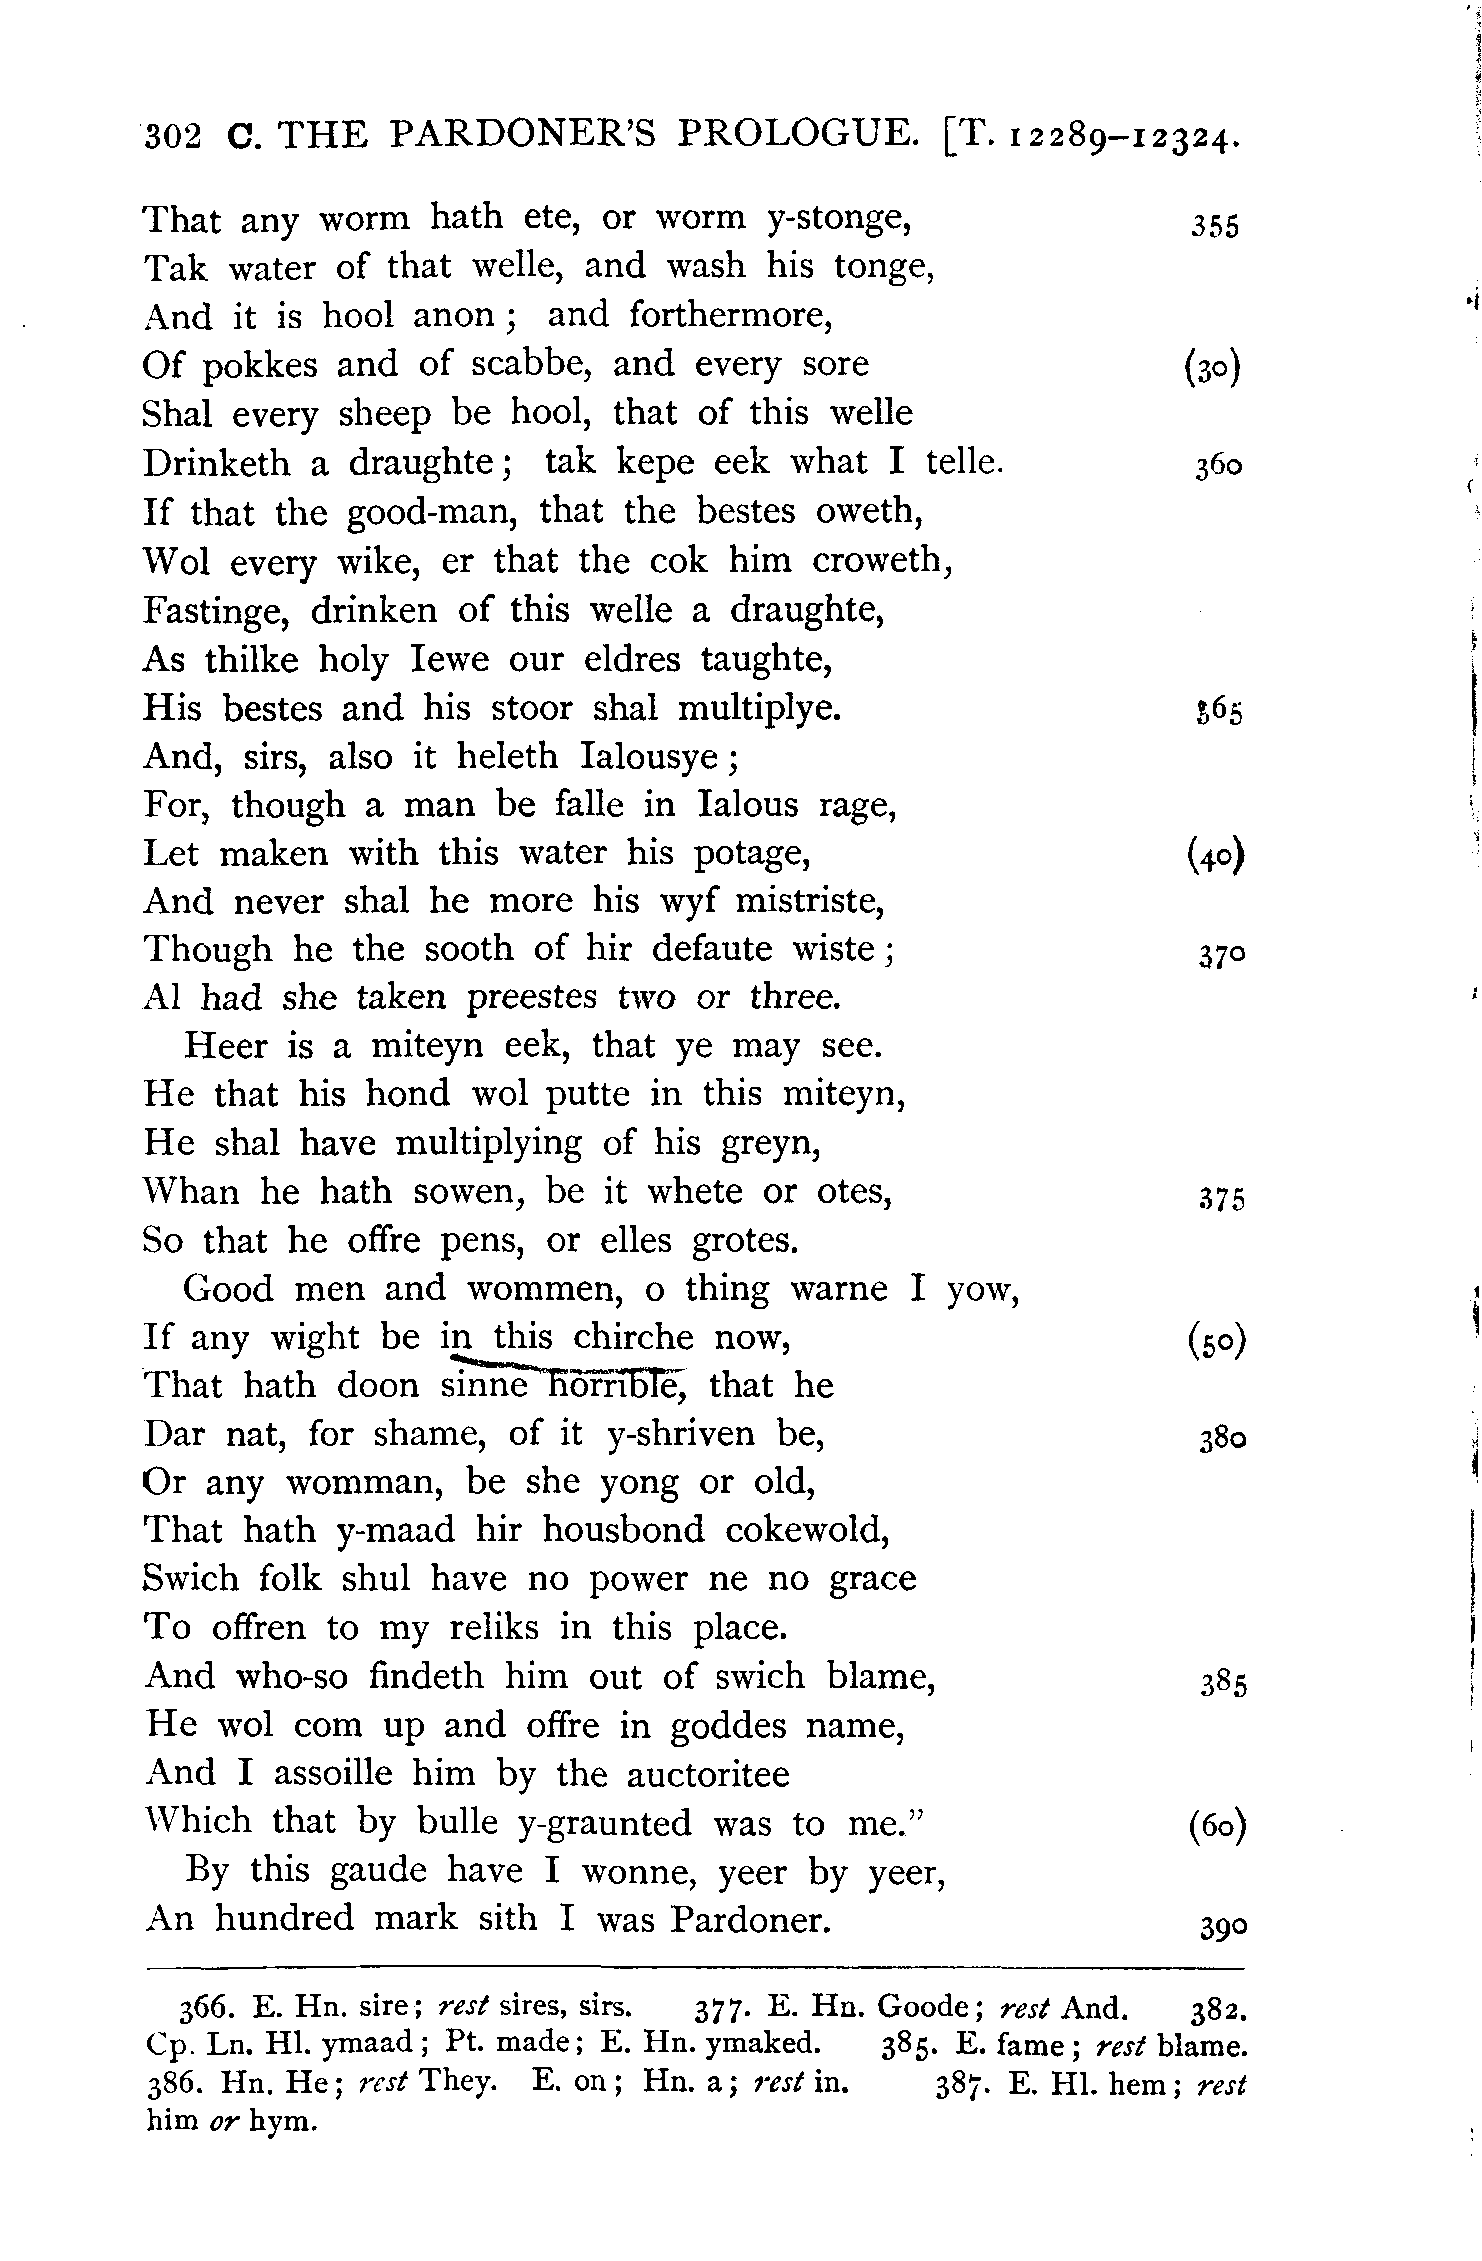 302 C. THE PARDONER'S PROLOGUE. [T. 12289–12324.
That any worm hath ete, or worm y-stonge, 355
Tak water of that welle, and wash his tonge,
And it is hool anon ; and forthermore,
Of pokkes and of scabbe, and every sore (30)
Shal every sheep be hool, that of this welle
Drinketh a draughte ; tak kepe eek what I telle. 360
If that the good-man, that the bestes oweth,
Wol every wike, er that the cok him croweth,
Fastinge, drinken of this welle a draughte,
As thilke holy Iewe our eldres taughte,
His bestes and his stoor shal multiplye. 365
And, sirs, also it heleth Ialousye ;
For, though a man be falle in Ialous rage,
Let maken with this water his potage, (40)
And never shal he more his wyf mistriste,
Though he the sooth of hir defaute wiste ; 370
Al had she taken preestes two or three.
Heer is a miteyn eek, that ye may see.
He that his hond wol putte in this miteyn,
He shal have multiplying of his greyn,
Whan he hath sowen, be it whete or otes, 375
So that he offre pens, or elles grotes.
Good men and wommen, o thing warne I yow,
If any wight be in this chirche now, (50)
That hath doon sinne horrible, that he
Dar nat, for shame, of it y-shriven be, 380
Or any womman, be she yong or old,
That hath y-maad hir housbond cokewold,
Swich folk shul have no power ne no grace
To offren to my reliks in this place.
And who-so findeth him out of swich blame, 385
He wol com up and offre in goddes name,
And I assoille him by the auctoritee
Which that by bulle y-graunted was to me.” (60)
By this gaude have I wonne, yeer by yeer,
An hundred mark sith I was Pardoner. 390
366. E. Hn. sire ; rest sires, sirs. 377. E. Hn. Goode ; rest And. 382.
Cp. Ln. Hl. ymaad ; Pt. made ; E. Hn. ymaked. 385. E. fame ; rest blame.
386. Hn. He ; rest They. E. on ; Hn. a ; rest in. 387. E. Hl. hem ; rest
him or hym.